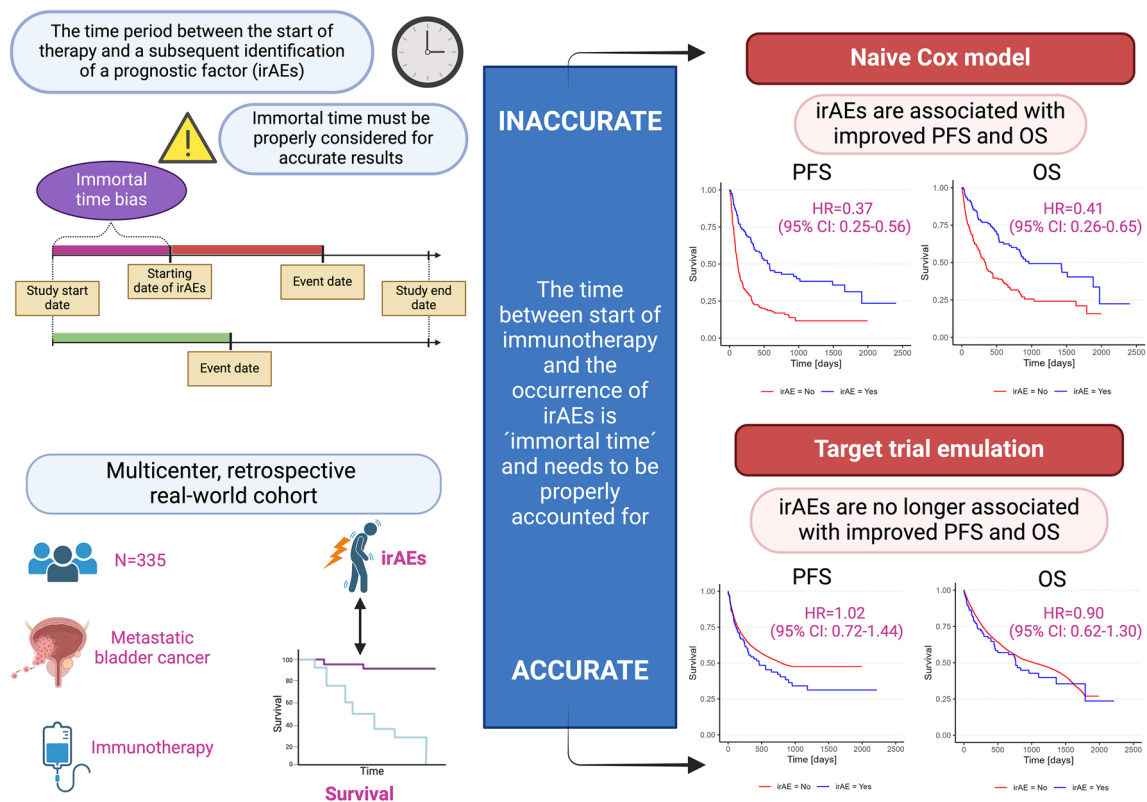 The time period between the start of
therapy and a subsequent identification
of a prognostic factor (irAEs)
Immortal time must be
properly considered for
accurate results
Immortal
time bias
Study start
date
Starting
date of irAEs
Event date
Study end
date
Event date
Multicenter, retrospective
real-world cohort
N=335
Metastatic
bladder cancer
Immunotherapy
irAEs
Survival
100
80
60
40
20
0
Time
Survival
INACCURATE
The time
between start of
immunotherapy
and the
occurrence of
irAEs is
´immortal time´
and needs to be
properly
accounted for
ACCURATE
Naive Cox model
irAEs are associated with
improved PFS and OS
PFS
HR=0.37
(95% CI: 0.25-0.56)
Survival
1.00
0.75
0.50
0.25
0.00
0 500 1000 1500 2000 2500
Time [days]
irAE = No irAE = Yes
OS
HR=0.41
(95% CI: 0.26-0.65)
Survival
1.00
0.75
0.50
0.25
0.00
0 500 1000 1500 2000 2500
Time [days]
irAE = No irAE = Yes
Target trial emulation
irAEs are no longer associated
with improved PFS and OS
PFS
HR=1.02
(95% CI: 0.72-1.44)
Survival
1.00
0.75
0.50
0.25
0.00
0 500 1000 1500 2000 2500
Time [days]
irAE = No irAE = Yes
OS
HR=0.90
(95% CI: 0.62-1.30)
Survival
1.00
0.75
0.50
0.25
0.00
0 500 1000 1500 2000 2500
Time [days]
irAE = No irAE = Yes